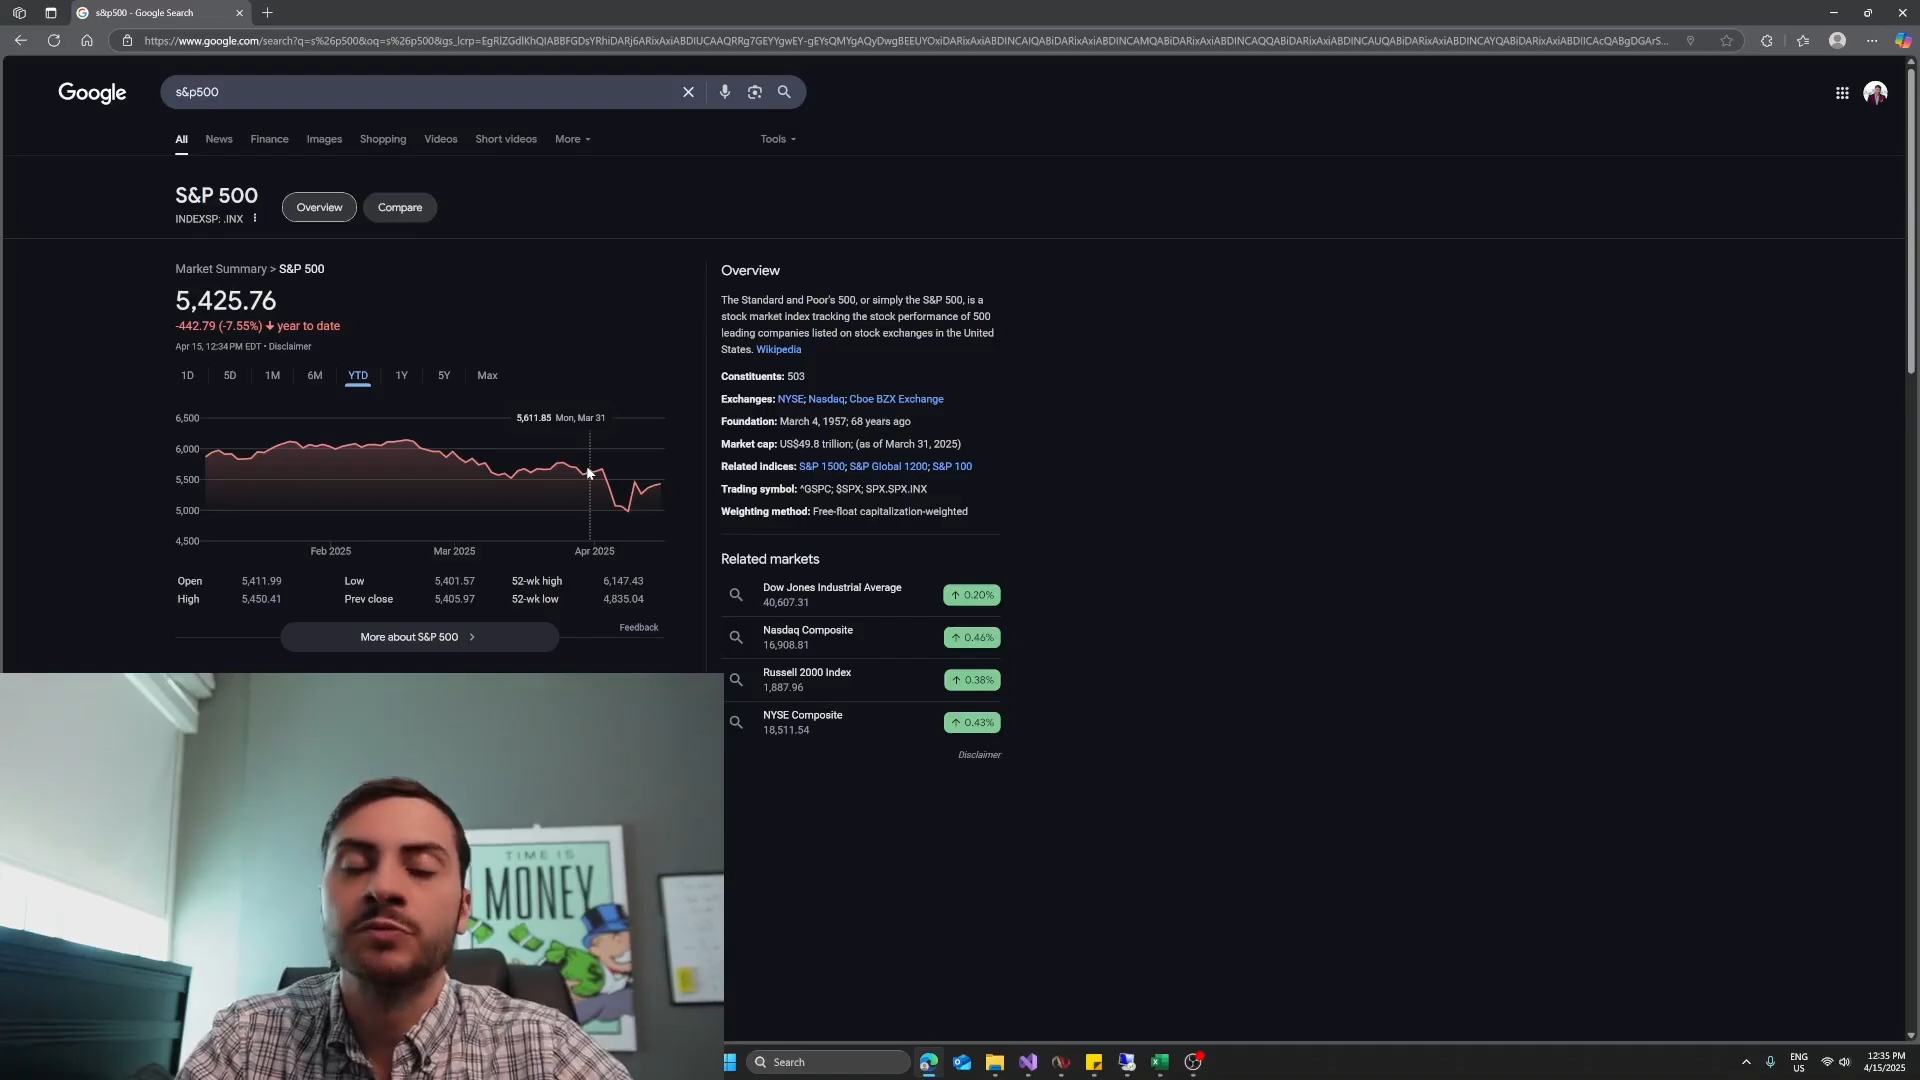 s&p500 - Google Search
https://www.google.com/search?q=s%26p500&oq=s%26p500&gs_lcrp=
Google
s&p500
All News Finance Images Shopping Videos Short videos More Tools
S&P 500
INDEXSP: .INX
Overview Compare
Market Summary > S&P 500
5,425.76
-442.79 (-7.55%) ↓ year to date
Apr 15, 12:34 PM EDT • Disclaimer
1D 5D 1M 6M YTD 1Y 5Y Max
5,611.85 Mon, Mar 31
6,500
6,000
5,500
5,000
4,500
Feb 2025 Mar 2025 Apr 2025
Open 5,411.99 Low 5,401.57 52-wk high 6,147.43
High 5,450.41 Prev close 5,405.97 52-wk low 4,835.04
Feedback
More about S&P 500
Overview
The Standard and Poor's 500, or simply the S&P 500, is a
stock market index tracking the stock performance of 500
leading companies listed on stock exchanges in the United
States. Wikipedia
Constituents: 503
Exchanges: NYSE; Nasdaq; Cboe BZX Exchange
Foundation: March 4, 1957; 68 years ago
Market cap: US$49.8 trillion; (as of March 31, 2025)
Related indices: S&P 1500; S&P Global 1200; S&P 100
Trading symbol: ^GSPC; $SPX; SPX.SPX.INX
Weighting method: Free-float capitalization-weighted
Related markets
Dow Jones Industrial Average
40,607.31
↑ 0.20%
Nasdaq Composite
16,908.81
↑ 0.46%
Russell 2000 Index
1,887.96
↑ 0.38%
NYSE Composite
18,511.54
↑ 0.43%
Disclaimer
TIME IS
MONEY
Search
ENG
US
12:35 PM
4/15/2025